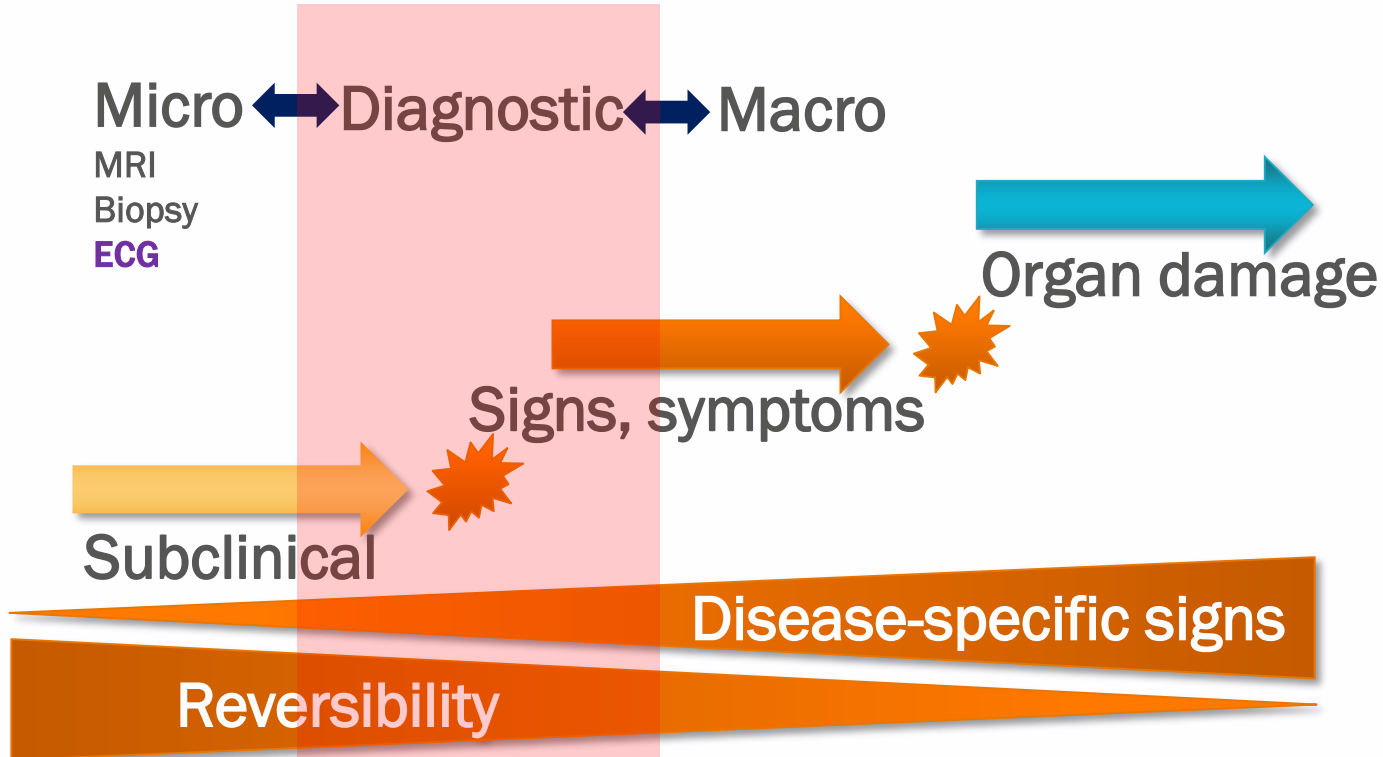 Micro Diagnostic Macro
MRI
Biopsy
ECG
Organ damage
Signs, symptoms
Subclinical
Disease-specific signs
Reversibility